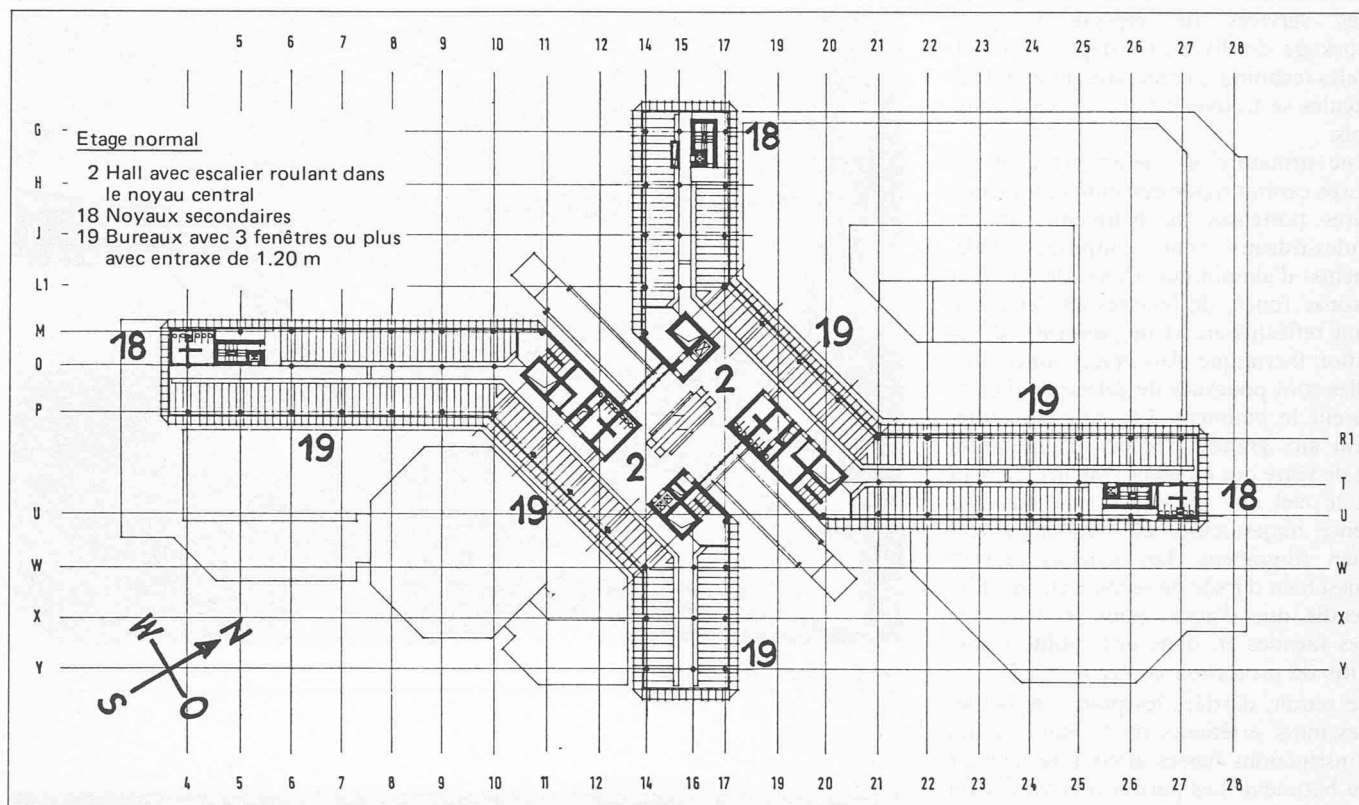 5 6 7 8 9 10 11 12 14 15 17 19 20 21 22 23 24 25 26 27 28
G
18
Etage normal
2 Hall avec escalier roulant dans
le noyau central
18 Noyaux secondaires
19 Bureaux avec 3 fenêtres ou plus
avec entraxe de 1.20 m
H
J
L1
M
18
19
O
2
19
P
R1
19
2
T
18
19
U
U
W
W
X
X
19
Y
Y
W N
S O
4 5 6 7 8 9 10 11 12 14 15 17 19 20 21 22 23 24 25 26 27 28